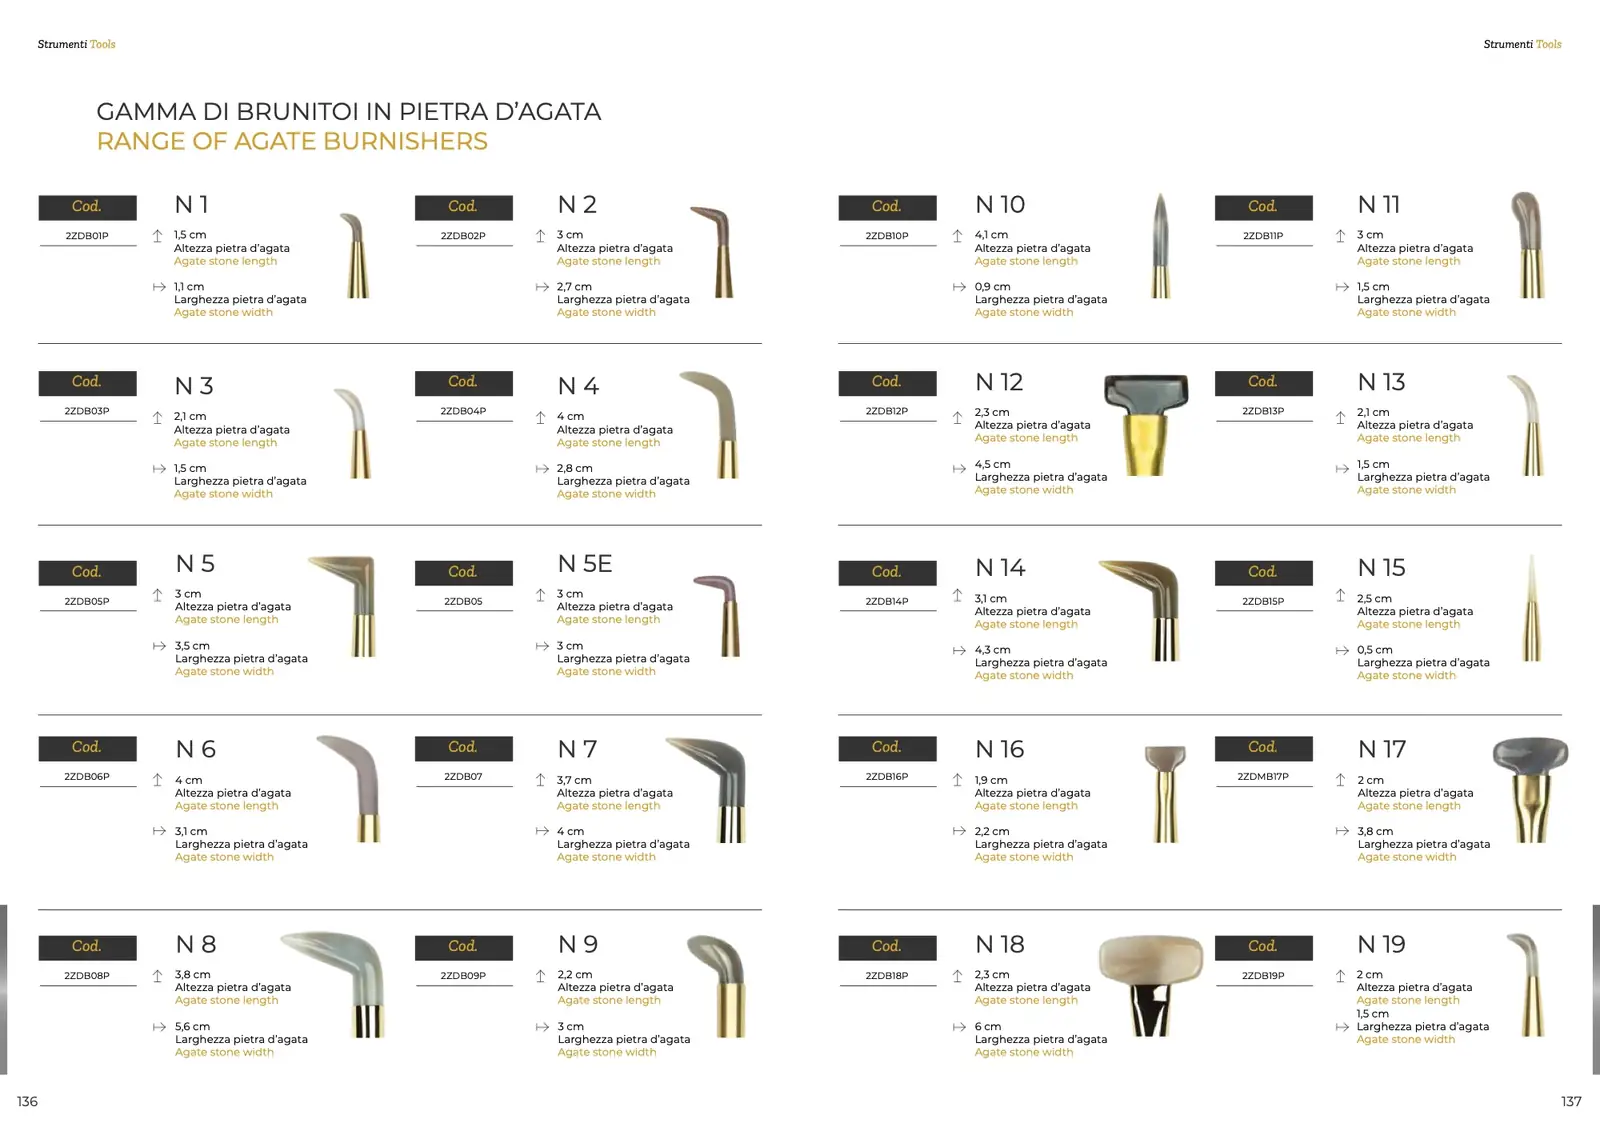 Strumenti Tools
GAMMA DI BRUNITOI IN PIETRA D'AGATA
RANGE OF AGATE BURNISHERS
Cod.
2ZDB01P
N 1
1,5 cm
Altezza pietra d'agata
Agate stone length
1,1 cm
Larghezza pietra d'agata
Agate stone width
Cod.
2ZDB02P
N 2
3 cm
Altezza pietra d'agata
Agate stone length
2,7 cm
Larghezza pietra d'agata
Agate stone width
Cod.
2ZDB03P
N 3
2,1 cm
Altezza pietra d'agata
Agate stone length
1,5 cm
Larghezza pietra d'agata
Agate stone width
Cod.
2ZDB04P
N 4
4 cm
Altezza pietra d'agata
Agate stone length
2,8 cm
Larghezza pietra d'agata
Agate stone width
Cod.
2ZDB05P
N 5
3 cm
Altezza pietra d'agata
Agate stone length
3,5 cm
Larghezza pietra d'agata
Agate stone width
Cod.
2ZDB05
N 5E
3 cm
Altezza pietra d'agata
Agate stone length
3 cm
Larghezza pietra d'agata
Agate stone width
Cod.
2ZDB06P
N 6
4 cm
Altezza pietra d'agata
Agate stone length
3,1 cm
Larghezza pietra d'agata
Agate stone width
Cod.
2ZDB07
N 7
3,7 cm
Altezza pietra d'agata
Agate stone length
4 cm
Larghezza pietra d'agata
Agate stone width
Cod.
2ZDB08P
N 8
3,8 cm
Altezza pietra d'agata
Agate stone length
5,6 cm
Larghezza pietra d'agata
Agate stone width
Cod.
2ZDB09P
N 9
2,2 cm
Altezza pietra d'agata
Agate stone length
3 cm
Larghezza pietra d'agata
Agate stone width
136
Strumenti Tools
Cod.
2ZDB10P
N 10
4,1 cm
Altezza pietra d'agata
Agate stone length
0,9 cm
Larghezza pietra d'agata
Agate stone width
Cod.
2ZDB11P
N 11
3 cm
Altezza pietra d'agata
Agate stone length
1,5 cm
Larghezza pietra d'agata
Agate stone width
Cod.
2ZDB12P
N 12
2,3 cm
Altezza pietra d'agata
Agate stone length
4,5 cm
Larghezza pietra d'agata
Agate stone width
Cod.
2ZDB13P
N 13
2,1 cm
Altezza pietra d'agata
Agate stone length
1,5 cm
Larghezza pietra d'agata
Agate stone width
Cod.
2ZDB14P
N 14
3,1 cm
Altezza pietra d'agata
Agate stone length
4,3 cm
Larghezza pietra d'agata
Agate stone width
Cod.
2ZDB15P
N 15
2,5 cm
Altezza pietra d'agata
Agate stone length
0,5 cm
Larghezza pietra d'agata
Agate stone width
Cod.
2ZDB16P
N 16
1,9 cm
Altezza pietra d'agata
Agate stone length
2,2 cm
Larghezza pietra d'agata
Agate stone width
Cod.
2ZDMB17P
N 17
2 cm
Altezza pietra d'agata
Agate stone length
3,8 cm
Larghezza pietra d'agata
Agate stone width
Cod.
2ZDB18P
N 18
2,3 cm
Altezza pietra d'agata
Agate stone length
6 cm
Larghezza pietra d'agata
Agate stone width
Cod.
2ZDB19P
N 19
2 cm
Altezza pietra d'agata
Agate stone length
1,5 cm
Larghezza pietra d'agata
Agate stone width
137